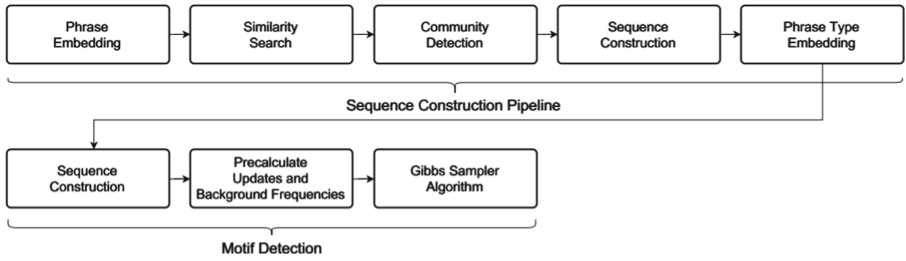 Phrase
Embedding
Similarity
Search
Community
Detection
Sequence
Construction
Phrase Type
Embedding
Sequence Construction Pipeline
Sequence
Construction
Precalculate
Updates and
Background Frequencies
Gibbs Sampler
Algorithm
Motif Detection